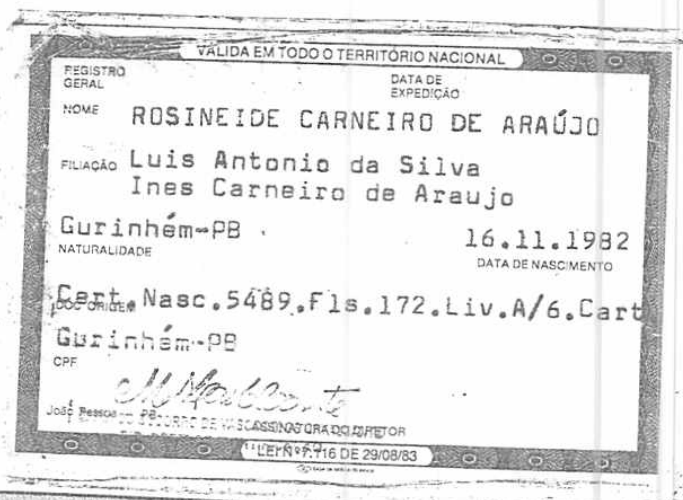 VÁLIDA EM TODO O TERRITÓRIO NACIONAL
REGISTRO GERAL
DATA DE EXPEDIÇÃO
NOME ROSINEIDE CARNEIRO DE ARAÚJO
FILIAÇÃO Luis Antonio da Silva
Ines Carneiro de Araujo
Gurinhém-PB 16.11.1982
NATURALIDADE DATA DE NASCIMENTO
DOC ORIGEM Cert.Nasc.5489.Fls.172.Liv.A/6.Cart
Gurinhém-PB
CPF
João Pessoa - PB
ASSINATURA DO DIRETOR
LEI Nº 7.116 DE 29/08/83